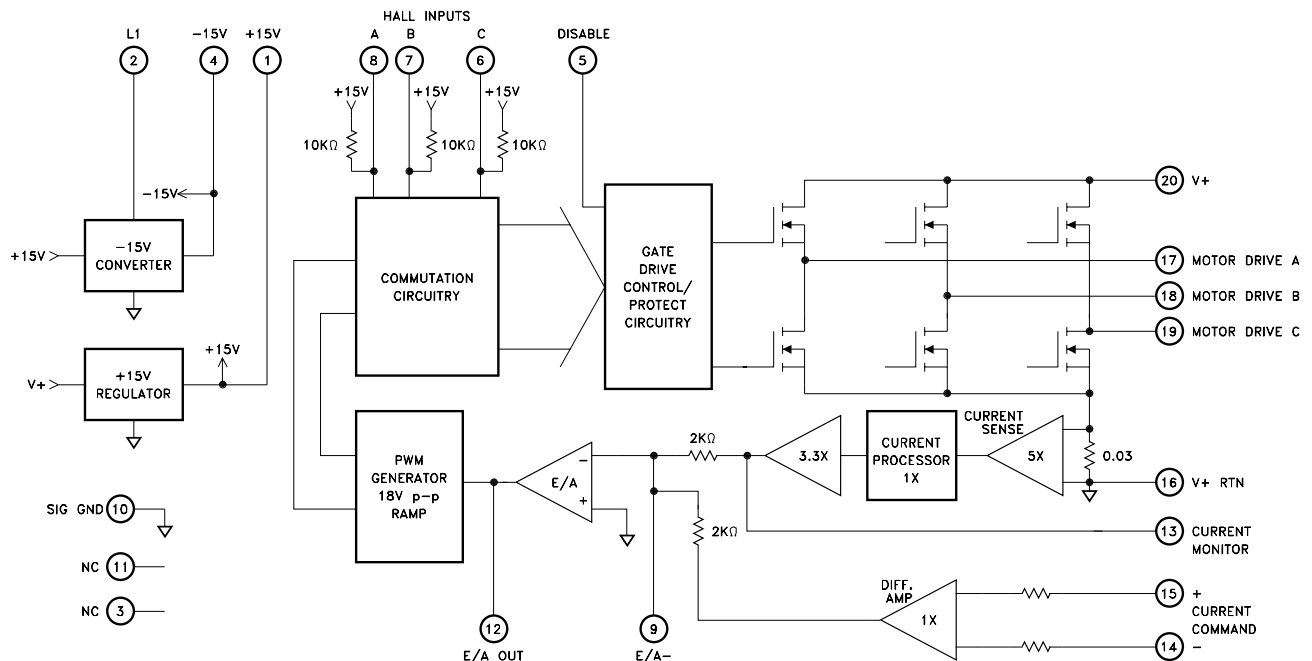 HALL INPUTS
L1
-15V
+15V
A
B
C
DISABLE
2
4
1
8
7
6
5
+15V
+15V
+15V
10KΩ
10KΩ
10KΩ
-15V
20 V+
+15V
-15V
CONVERTER
COMMUTATION
CIRCUITRY
GATE
DRIVE
CONTROL/
PROTECT
CIRCUITRY
17 MOTOR DRIVE A
18 MOTOR DRIVE B
19 MOTOR DRIVE C
+15V
V+
+15V
REGULATOR
CURRENT
SENSE
2KΩ
3.3X
CURRENT
PROCESSOR
1X
5X
0.03
PWM
GENERATOR
18V p-p
RAMP
-
E/A
+
16 V+ RTN
SIG GND 10
2KΩ
13 CURRENT
MONITOR
NC 11
NC 3
DIFF.
AMP
1X
15 +
CURRENT
COMMAND
14 -
12
E/A OUT
9
E/A-